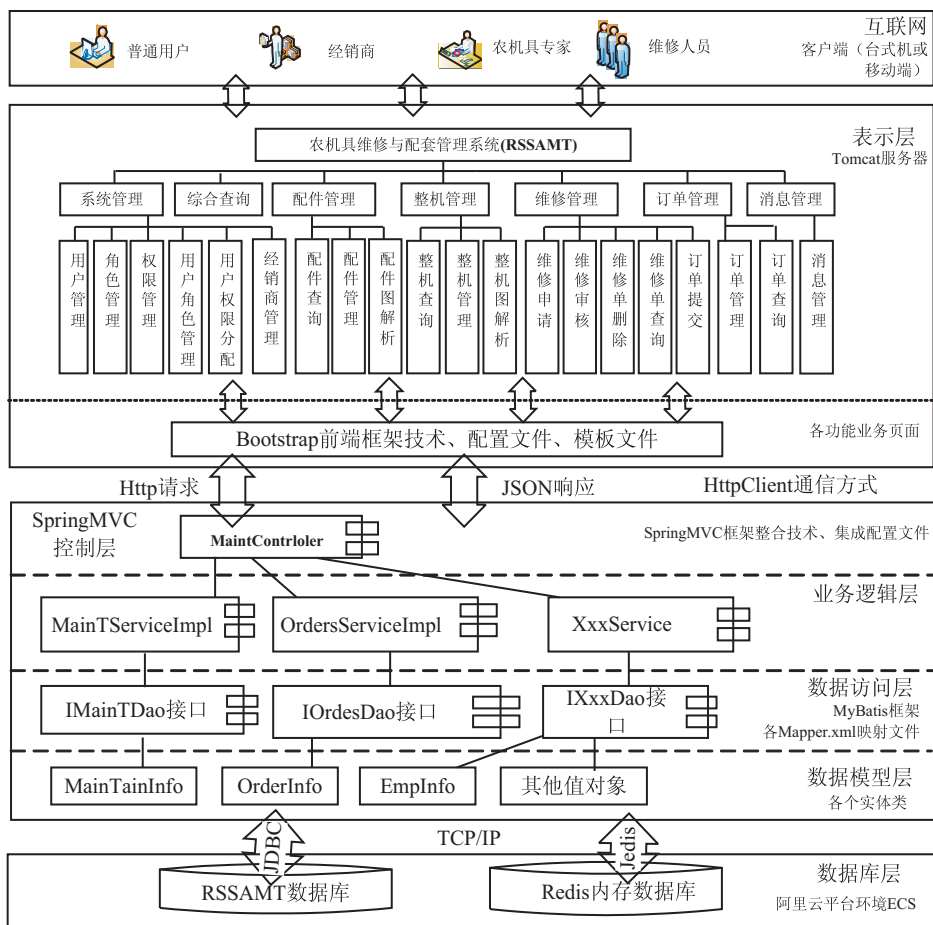 互联网
客户端（台式机或
移动端）
普通用户
经销商
农机具专家
维修人员
表示层
Tomcat服务器
农机具维修与配套管理系统(RSSAMT)
系统管理
综合查询
配件管理
整机管理
维修管理
订单管理
消息管理
用户管理
角色管理
权限管理
用户角色管理
用户权限分配
经销商管理
配件查询
配件管理
配件图解析
整机查询
整机管理
整机图解析
维修申请
维修审核
维修单删除
维修单查询
订单提交
订单管理
订单查询
消息管理
Bootstrap前端框架技术、配置文件、模板文件
各功能业务页面
Http请求
JSON响应
HttpClient通信方式
SpringMVC
控制层
MaintContrloler
SpringMVC框架整合技术、集成配置文件
业务逻辑层
MainTServiceImpl
OrdersServiceImpl
XxxService
数据访问层
MyBatis框架
各Mapper.xml映射文件
IMainTDao接口
IOrdesDao接口
IXxxDao接
口
数据模型层
各个实体类
MainTainInfo
OrderInfo
EmpInfo
其他值对象
JDBC
TCP/IP
Jedis
RSSAMT数据库
Redis内存数据库
数据库层
阿里云平台环境ECS